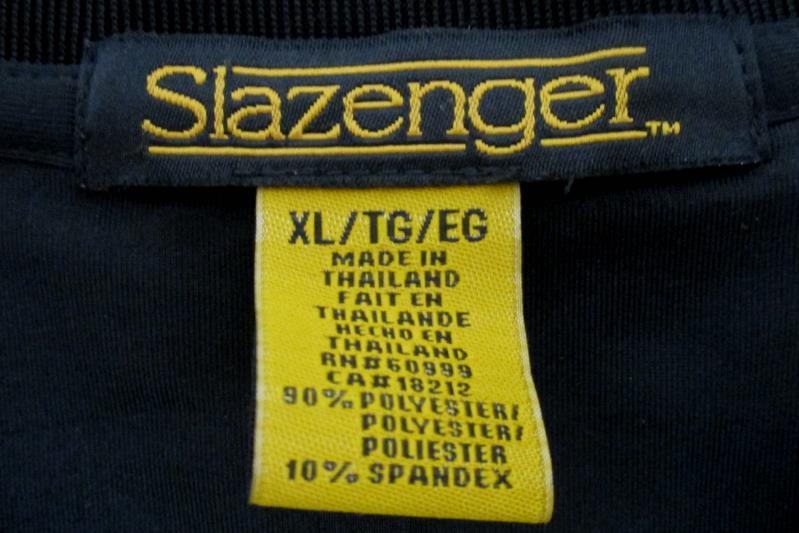 Slazenger™
XL/TG/EG
MADE IN
THAILAND
FAIT EN
THAILANDE
HECHO EN
THAILAND
RN#60999
CA#18212
90% POLYESTER/
POLYESTER/
POLIESTER
10% SPANDEX